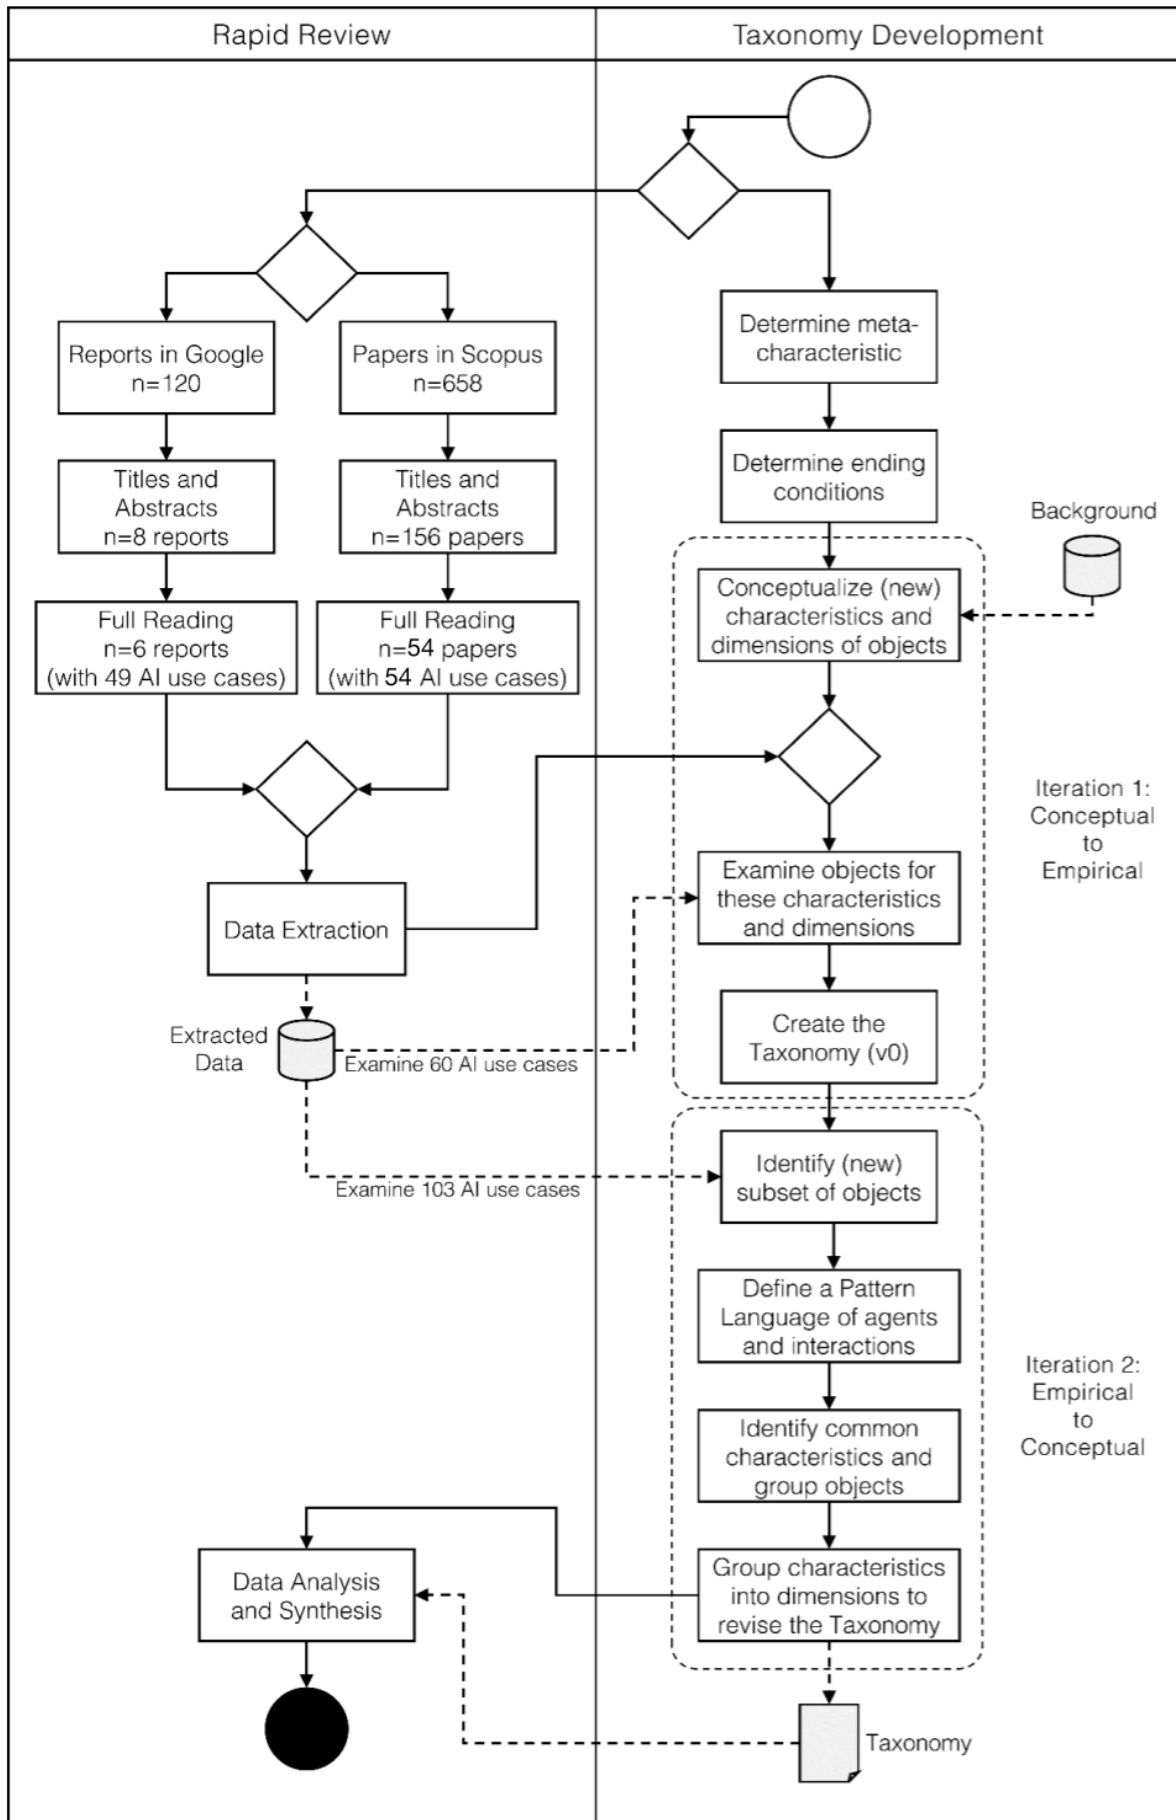 Rapid Review
Taxonomy Development
Reports in Google
n=120
Papers in Scopus
n=658
Titles and
Abstracts
n=8 reports
Titles and
Abstracts
n=156 papers
Full Reading
n=6 reports
(with 49 AI use cases)
Full Reading
n=54 papers
(with 54 AI use cases)
Data Extraction
Extracted
Data
Examine 60 AI use cases
Examine 103 AI use cases
Data Analysis
and Synthesis
Determine meta-
characteristic
Determine ending
conditions
Background
Conceptualize (new)
characteristics and
dimensions of objects
Examine objects for
these characteristics
and dimensions
Create the
Taxonomy (v0)
Iteration 1:
Conceptual
to
Empirical
Identify (new)
subset of objects
Define a Pattern
Language of agents
and interactions
Identify common
characteristics and
group objects
Group characteristics
into dimensions to
revise the Taxonomy
Iteration 2:
Empirical
to
Conceptual
Taxonomy